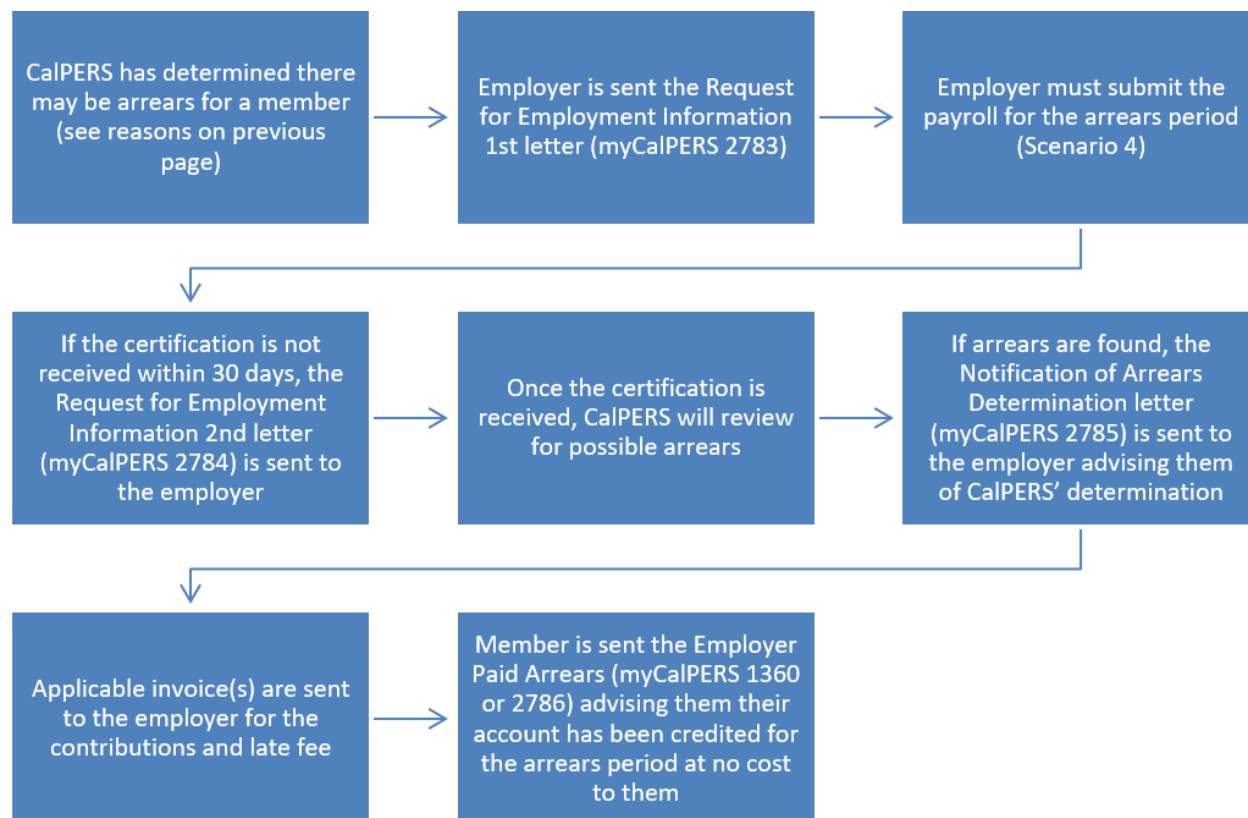 CalPERS has determined there
may be arrears for a member
(see reasons on previous
page)
Employer is sent the Request
for Employment Information
1st letter (myCalPERS 2783)
Employer must submit the
payroll for the arrears period
(Scenario 4)
If the certification is not
received within 30 days, the
Request for Employment
Information 2nd letter
(myCalPERS 2784) is sent to
the employer
Once the certification is
received, CalPERS will review
for possible arrears
If arrears are found, the
Notification of Arrears
Determination letter
(myCalPERS 2785) is sent to
the employer advising them
of CalPERS’ determination
Applicable invoice(s) are sent
to the employer for the
contributions and late fee
Member is sent the Employer
Paid Arrears (myCalPERS 1360
or 2786) advising them their
account has been credited for
the arrears period at no cost
to them